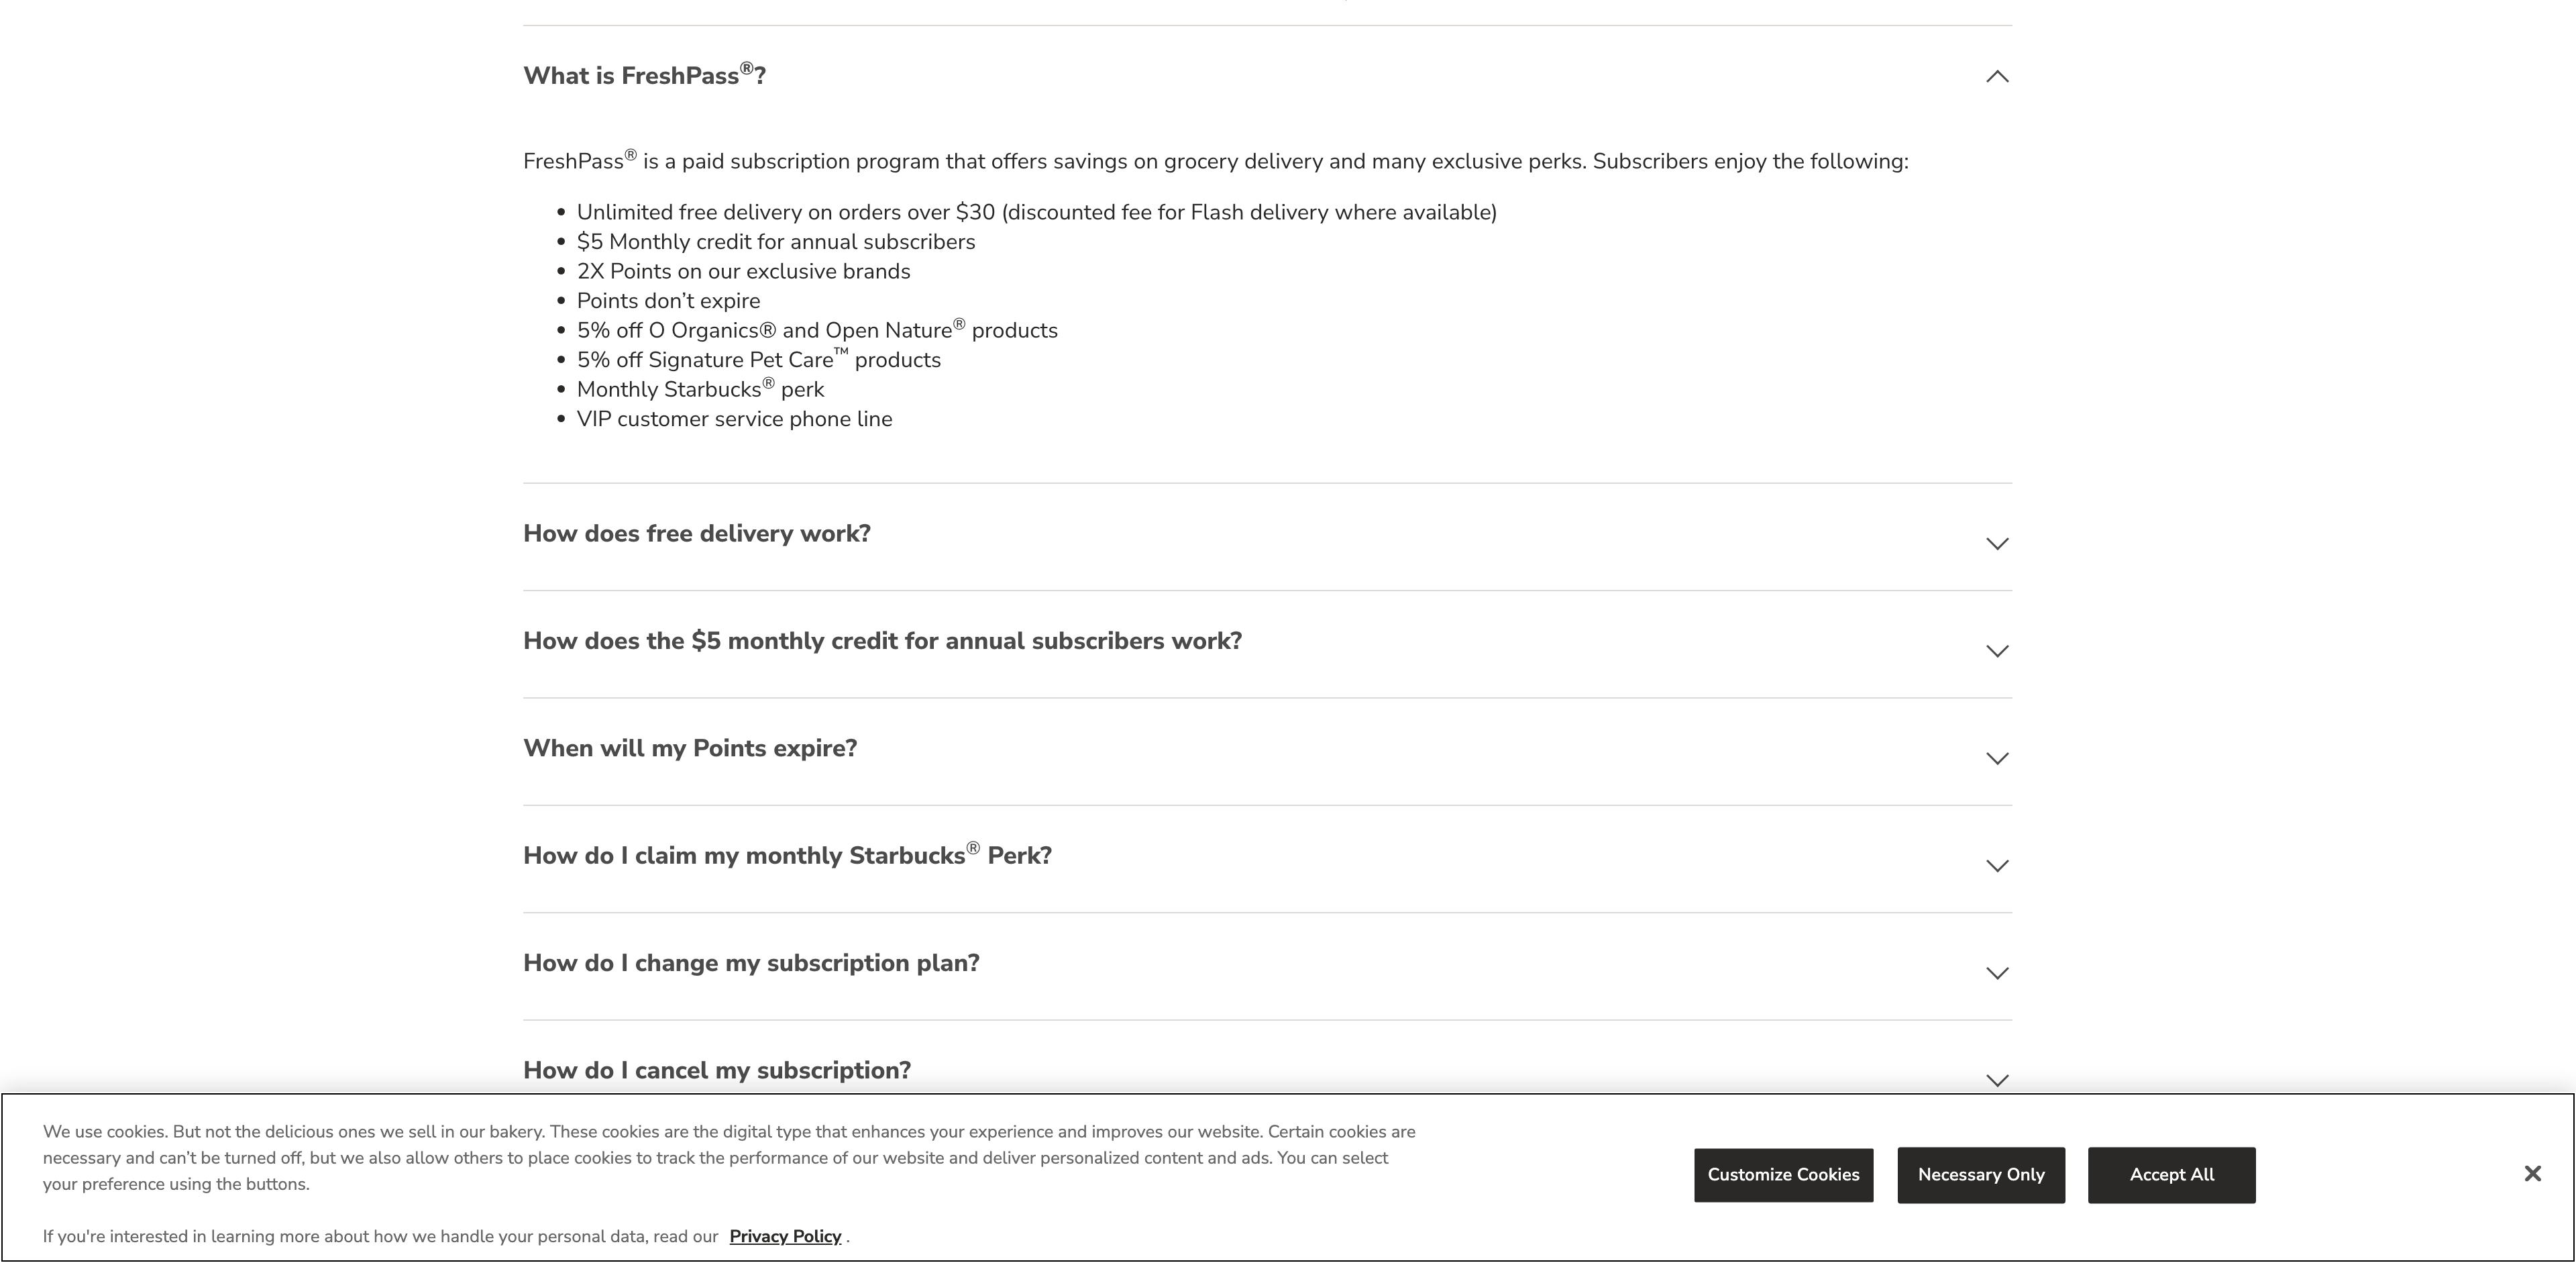 What is FreshPass®?
FreshPass® is a paid subscription program that offers savings on grocery delivery and many exclusive perks. Subscribers enjoy the following:
• Unlimited free delivery on orders over $30 (discounted fee for Flash delivery where available)
• $5 Monthly credit for annual subscribers
• 2X Points on our exclusive brands
• Points don’t expire
• 5% off O Organics® and Open Nature® products
• 5% off Signature Pet Care™ products
• Monthly Starbucks® perk
• VIP customer service phone line
How does free delivery work?
How does the $5 monthly credit for annual subscribers work?
When will my Points expire?
How do I claim my monthly Starbucks® Perk?
How do I change my subscription plan?
How do I cancel my subscription?
We use cookies. But not the delicious ones we sell in our bakery. These cookies are the digital type that enhances your experience and improves our website. Certain cookies are
necessary and can’t be turned off, but we also allow others to place cookies to track the performance of our website and deliver personalized content and ads. You can select
your preference using the buttons.
If you're interested in learning more about how we handle your personal data, read our Privacy Policy .
Customize Cookies
Necessary Only
Accept All